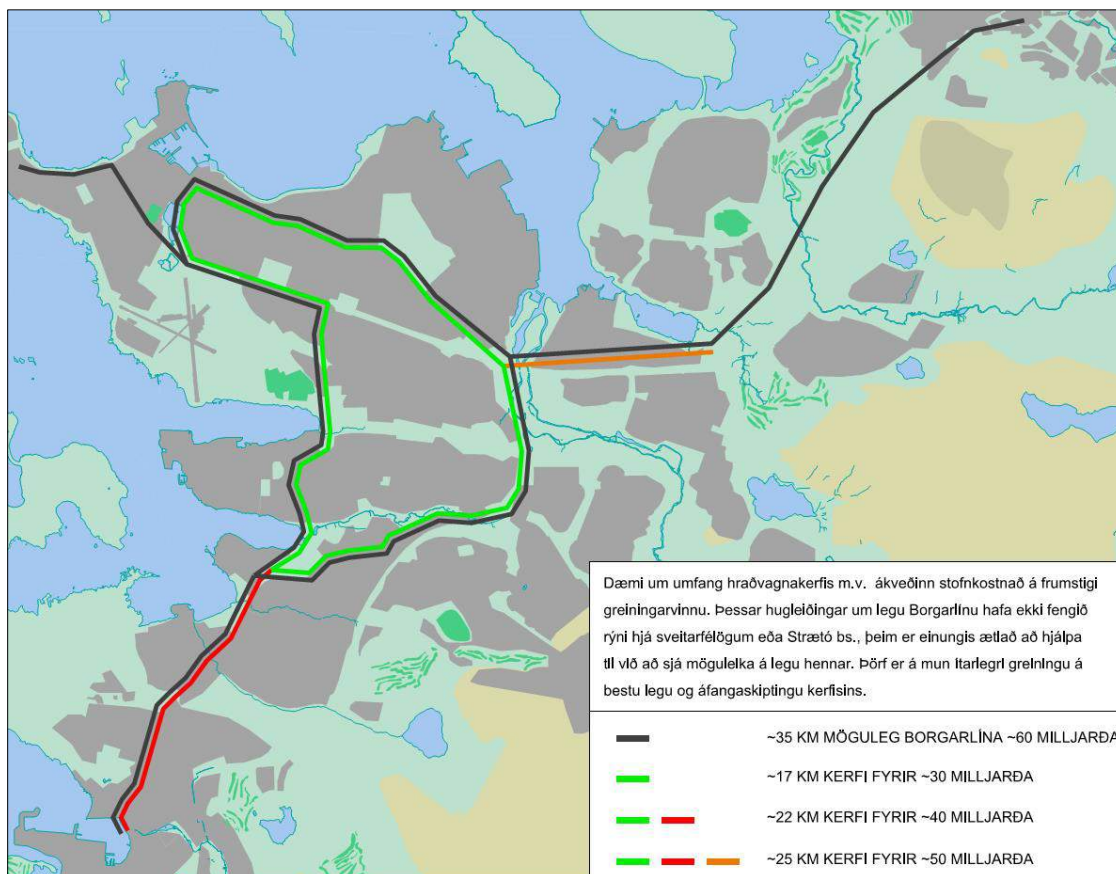 Dæmi um umfang hraðvagnakerfis m.v. ákveðinn stofnkostnað á frumstigi
greiningarvinnu. Þessar hugleiðingar um legu Borgarlínu hafa ekki fengið
rýni hjá sveitarfélögum eða Strætó bs., þeim er einungis ætlað að hjálpa
til við að sjá möguleika á legu hennar. Þörf er á mun ítarlegri greiningu á
bestu legu og áfangaskiptingu kerfisins.
~35 KM MÖGULEG BORGARLÍNA ~60 MILLJARÐA
~17 KM KERFI FYRIR ~30 MILLJARÐA
~22 KM KERFI FYRIR ~40 MILLJARÐA
~25 KM KERFI FYRIR ~50 MILLJARÐA